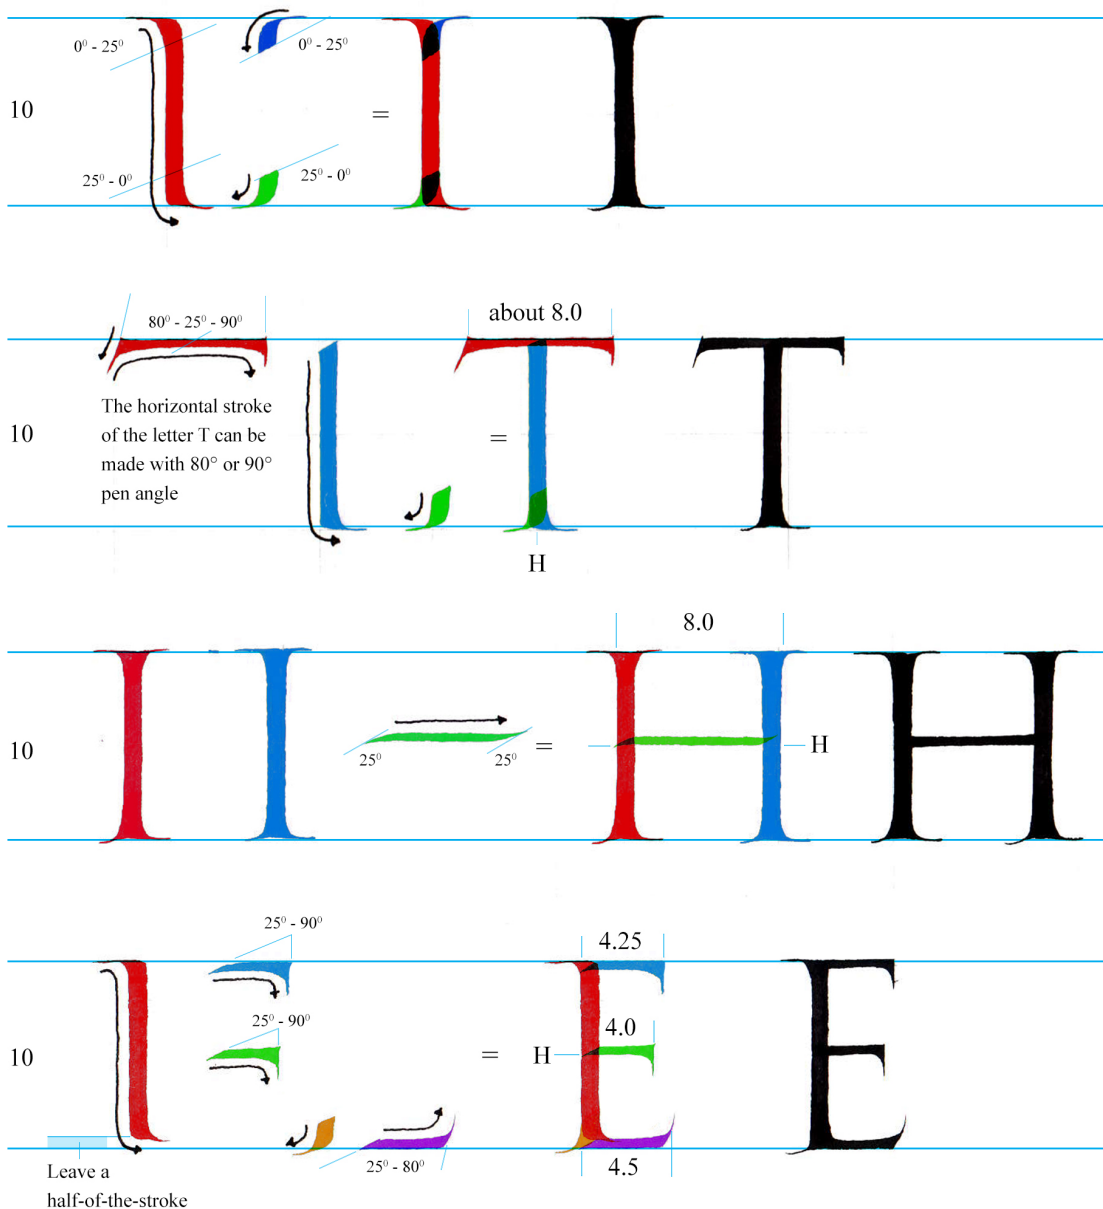 0⁰ - 25⁰
0⁰ - 25⁰
10
=
I
I
25⁰ - 0⁰
25⁰ - 0⁰
about 8.0
80⁰ - 25⁰ - 90⁰
T
T
10
=
The horizontal stroke
of the letter T can be
made with 80° or 90°
pen angle
H
8.0
I
I
10
25⁰
25⁰
=
H
H
H
25⁰ - 90⁰
4.25
25⁰ - 90⁰
4.0
10
=
H
E
E
25⁰ - 80⁰
4.5
Leave a
half-of-the-stroke